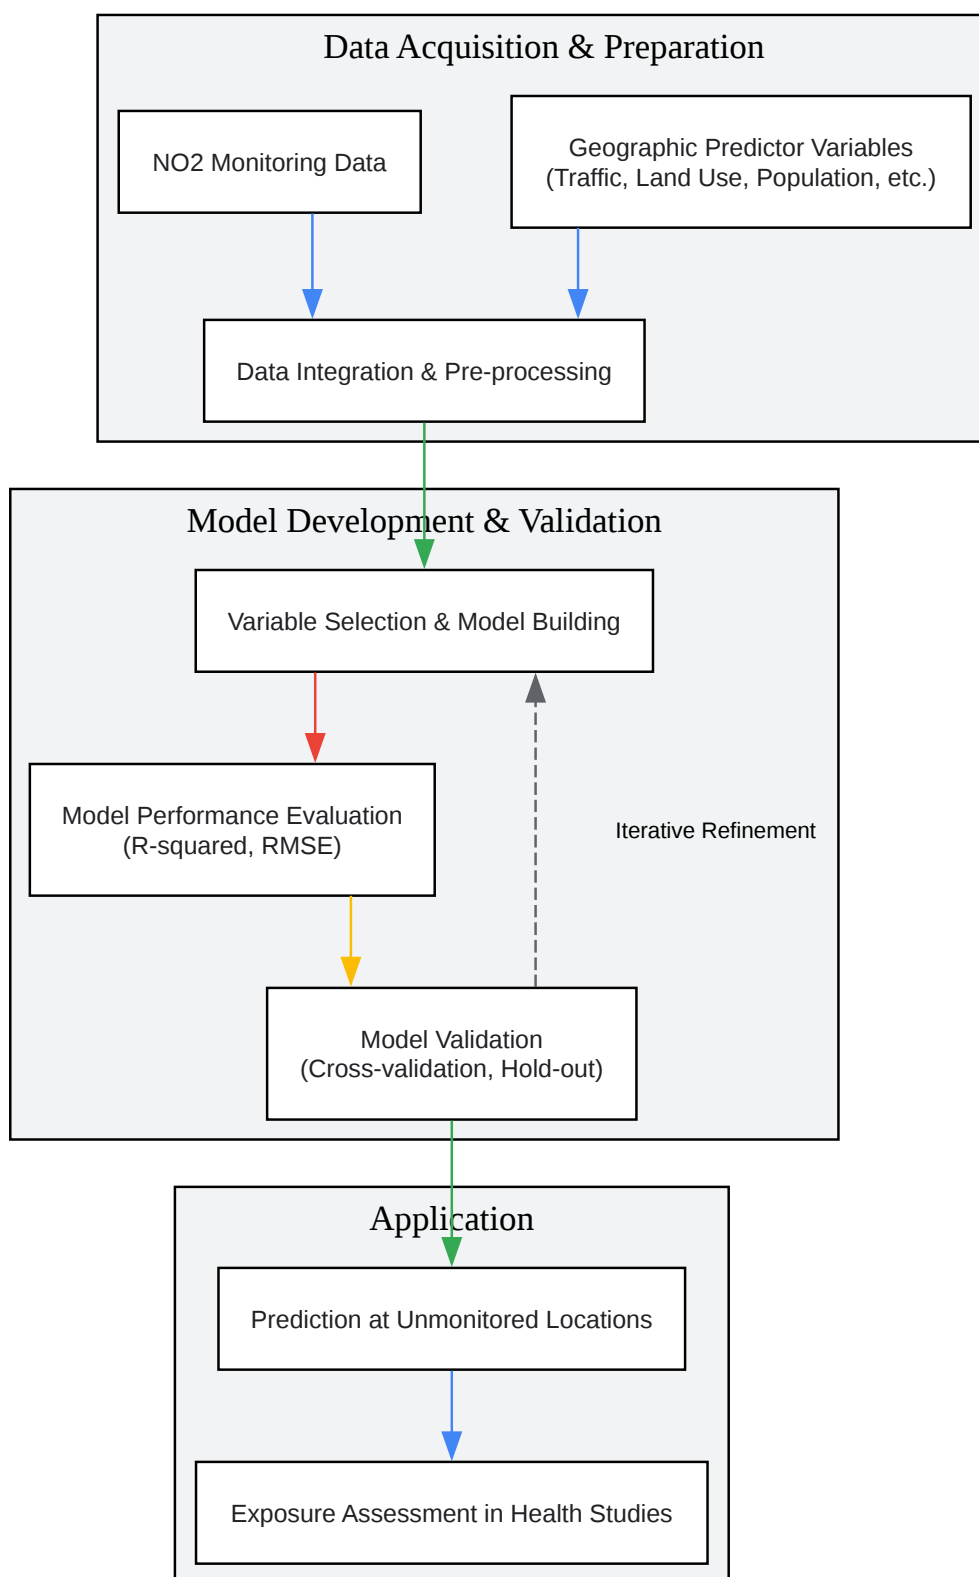 Data Acquisition & Preparation
NO2 Monitoring Data
Geographic Predictor Variables
(Traffic, Land Use, Population, etc.)
Data Integration & Pre-processing
Model Development & Validation
Variable Selection & Model Building
Model Performance Evaluation
(R-squared, RMSE)
Iterative Refinement
Model Validation
(Cross-validation, Hold-out)
Application
Prediction at Unmonitored Locations
Exposure Assessment in Health Studies